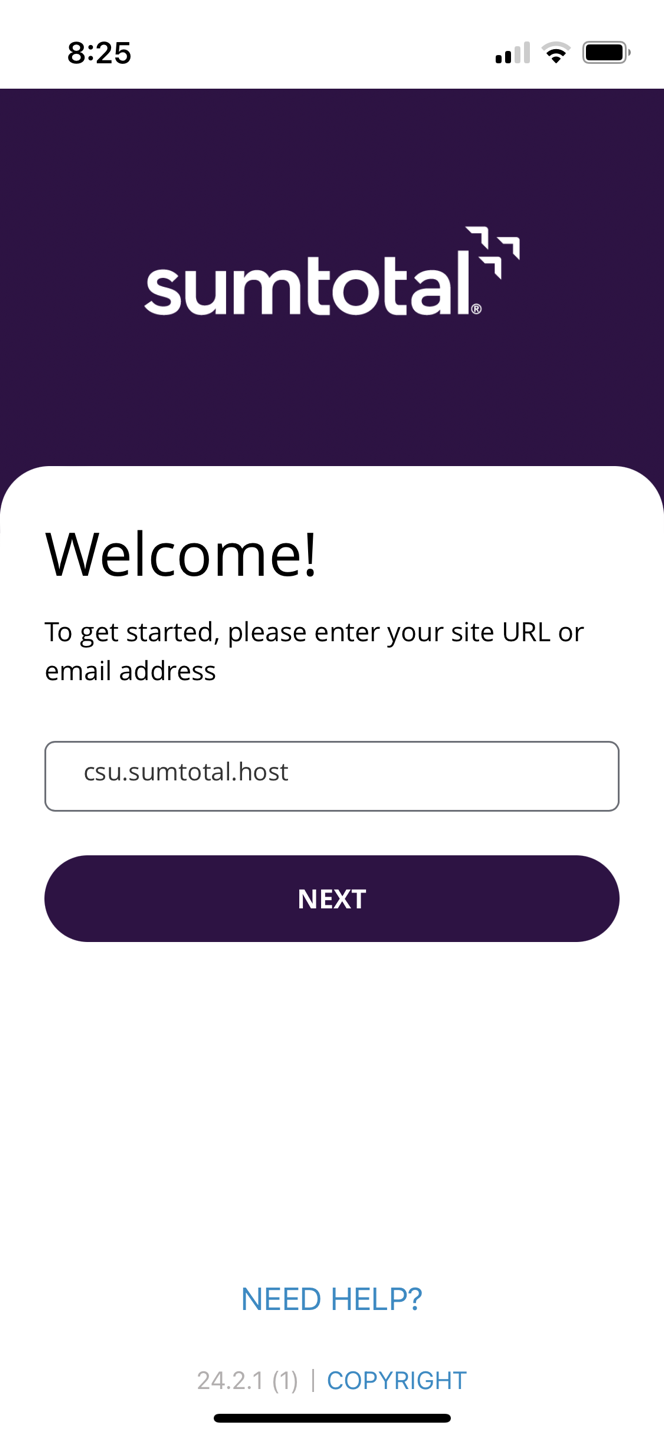 8:25
sumtotal®
Welcome!
To get started, please enter your site URL or
email address
csu.sumtotal.host
NEXT
NEED HELP?
24.2.1 (1) | COPYRIGHT